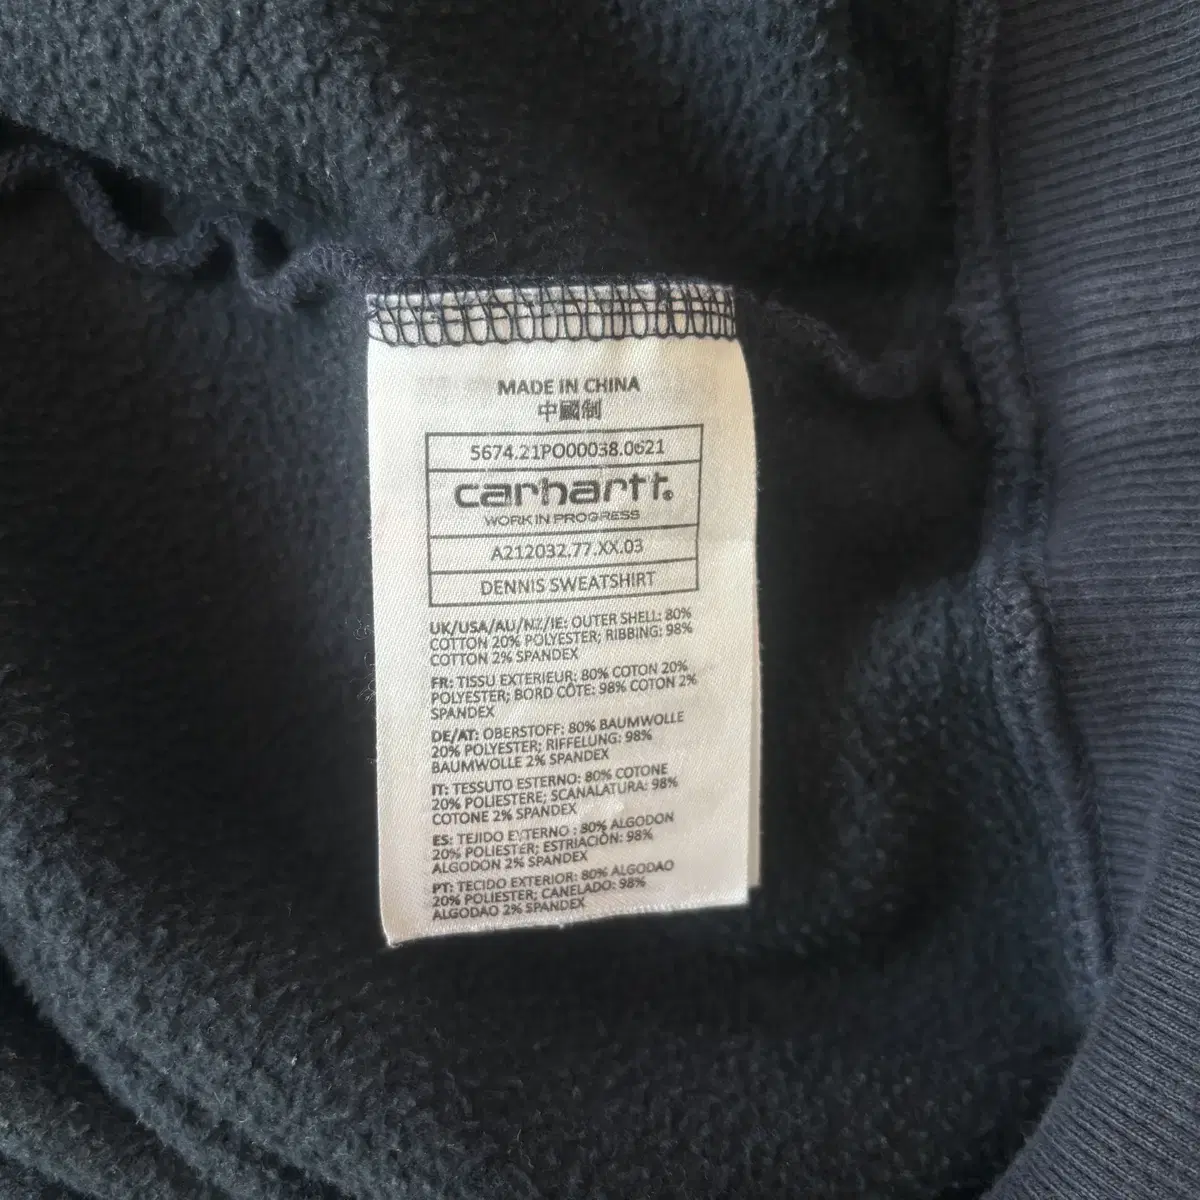 MADE IN CHINA
中國制
5674.21PO00038.0621
carhartt®
WORK IN PROGRESS
A212032.77.XX.03
DENNIS SWEATSHIRT
UK/USA/AU/NZ/IE: OUTER SHELL: 80%
COTTON 20% POLYESTER; RIBBING: 98%
COTTON 2% SPANDEX
FR: TISSU EXTERIEUR: 80% COTON 20%
POLYESTER; BORD CÔTE: 98% COTON 2%
SPANDEX
DE/AT: OBERSTOFF: 80% BAUMWOLLE
20% POLYESTER; RIFFELUNG: 98%
BAUMWOLLE 2% SPANDEX
IT: TESSUTO ESTERNO: 80% COTONE
20% POLIESTERE; SCANALATURA: 98%
COTONE 2% SPANDEX
ES: TEJIDO EXTERNO : 80% ALGODON
20% POLIESTER; ESTRIACIÓN: 98%
ALGODON 2% SPANDEX
PT: TECIDO EXTERIOR: 80% ALGODAO
20% POLIESTER; CANELADO: 98%
ALGODAO 2% SPANDEX